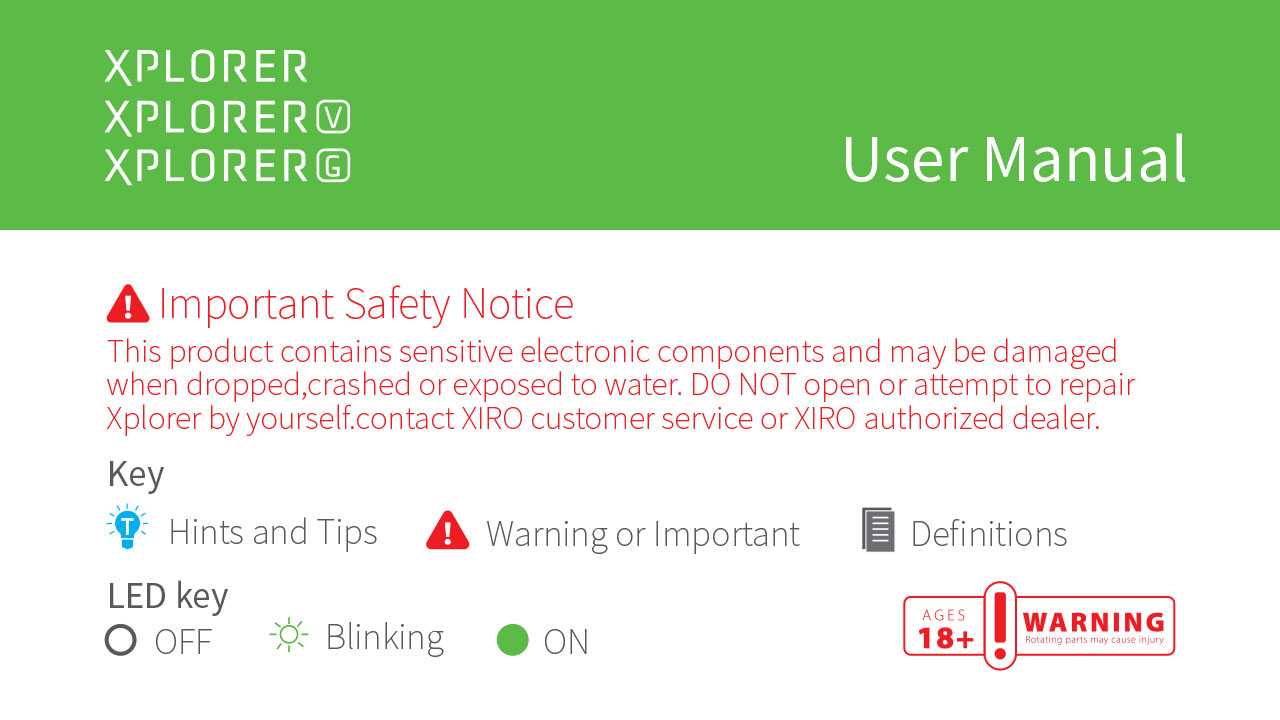 XPLORER
XPLORER V
XPLORER G
User Manual
Important Safety Notice
This product contains sensitive electronic components and may be damaged
when dropped,crashed or exposed to water. DO NOT open or attempt to repair
Xplorer by yourself.contact XIRO customer service or XIRO authorized dealer.
Key
T Hints and Tips
! Warning or Important
Definitions
LED key
OFF
Blinking
ON
AGES
18+
WARNING
Rotating parts may cause injury